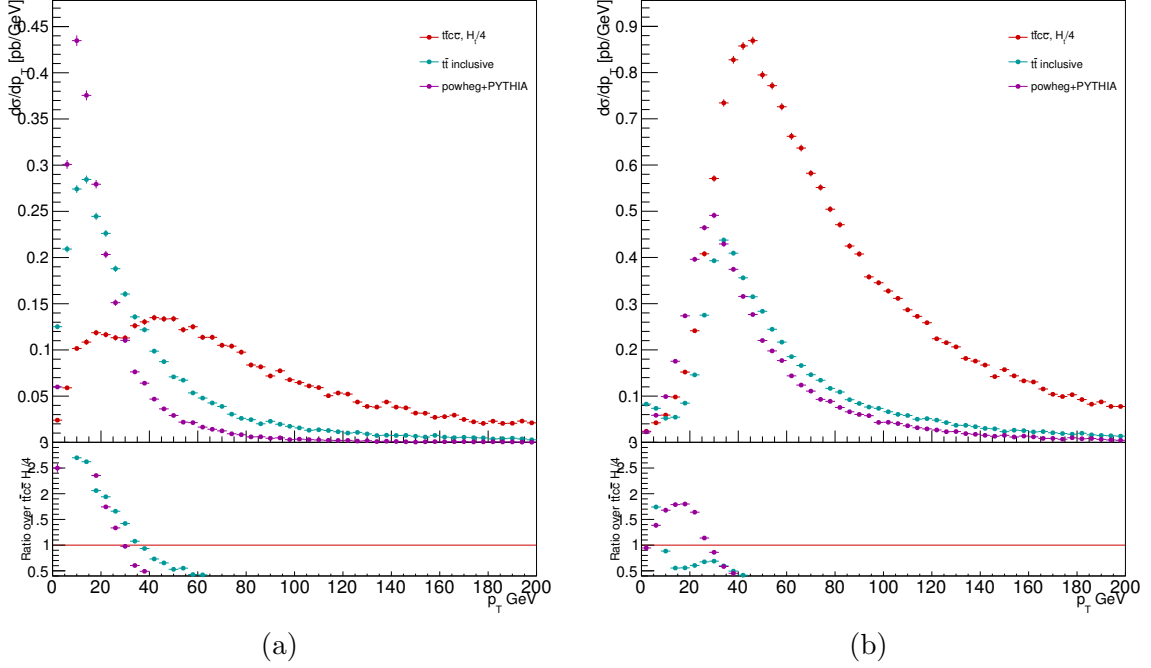 dσ/dp_T [pb/GeV]
0.45
0.4
0.35
0.3
0.25
0.2
0.15
0.1
0.05
tt̄cc̄, H_t/4
tt̄ inclusive
powheg+PYTHIA
Ratio over tt̄cc̄ H_t/4
3
2.5
2
1.5
1
0.5
0 20 40 60 80 100 120 140 160 180 200
p_T GeV
(a)
dσ/dp_T [pb/GeV]
0.9
0.8
0.7
0.6
0.5
0.4
0.3
0.2
0.1
tt̄cc̄, H_t/4
tt̄ inclusive
powheg+PYTHIA
Ratio over tt̄cc̄ H_t/4
3
2.5
2
1.5
1
0.5
0 20 40 60 80 100 120 140 160 180 200
p_T GeV
(b)